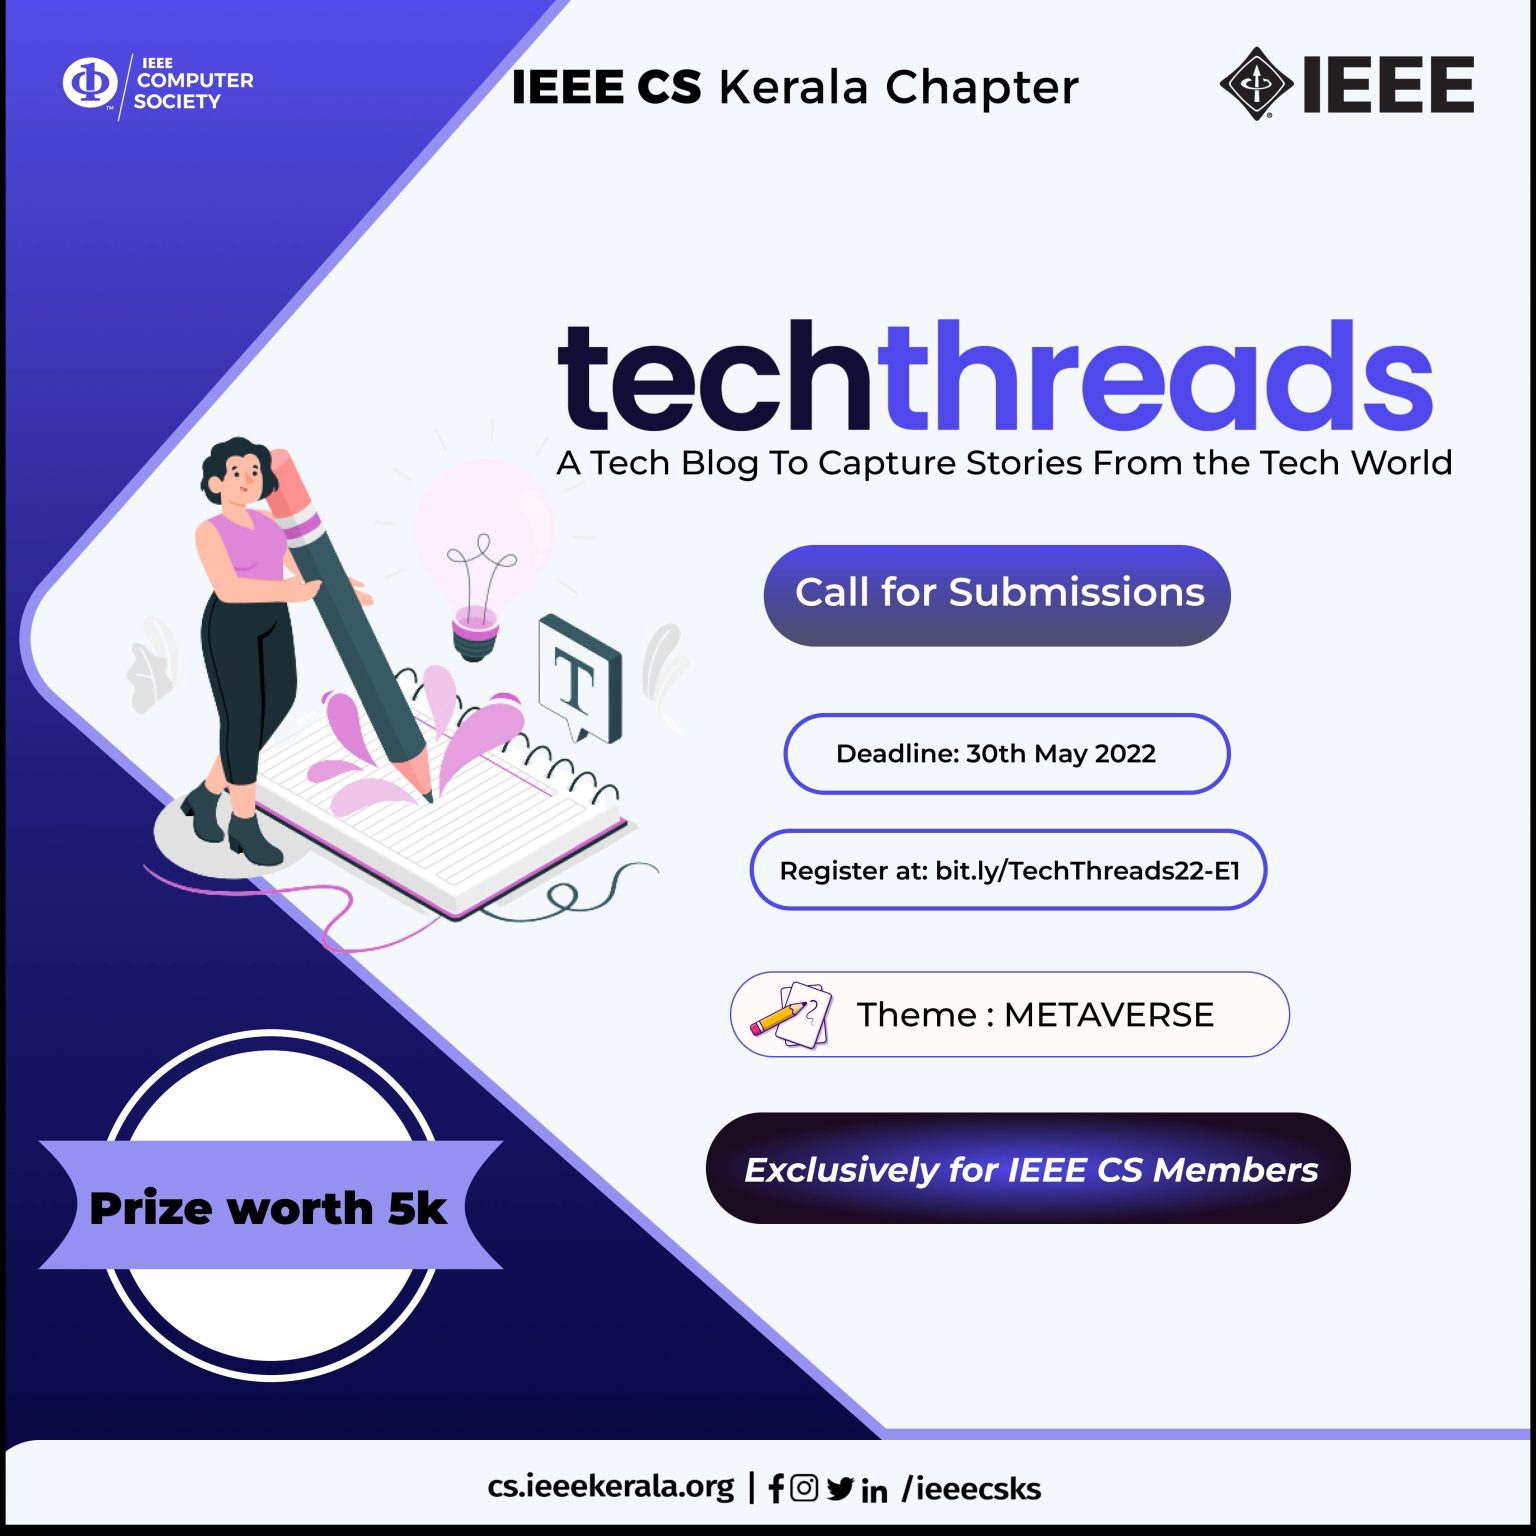 IEEE
COMPUTER
SOCIETY
IEEE CS Kerala Chapter
IEEE
techthreads
A Tech Blog To Capture Stories From the Tech World
Call for Submissions
T
Deadline: 30th May 2022
Register at: bit.ly/TechThreads22-E1
Theme : METAVERSE
Exclusively for IEEE CS Members
Prize worth 5k
cs.ieeekerala.org | /ieeecsks